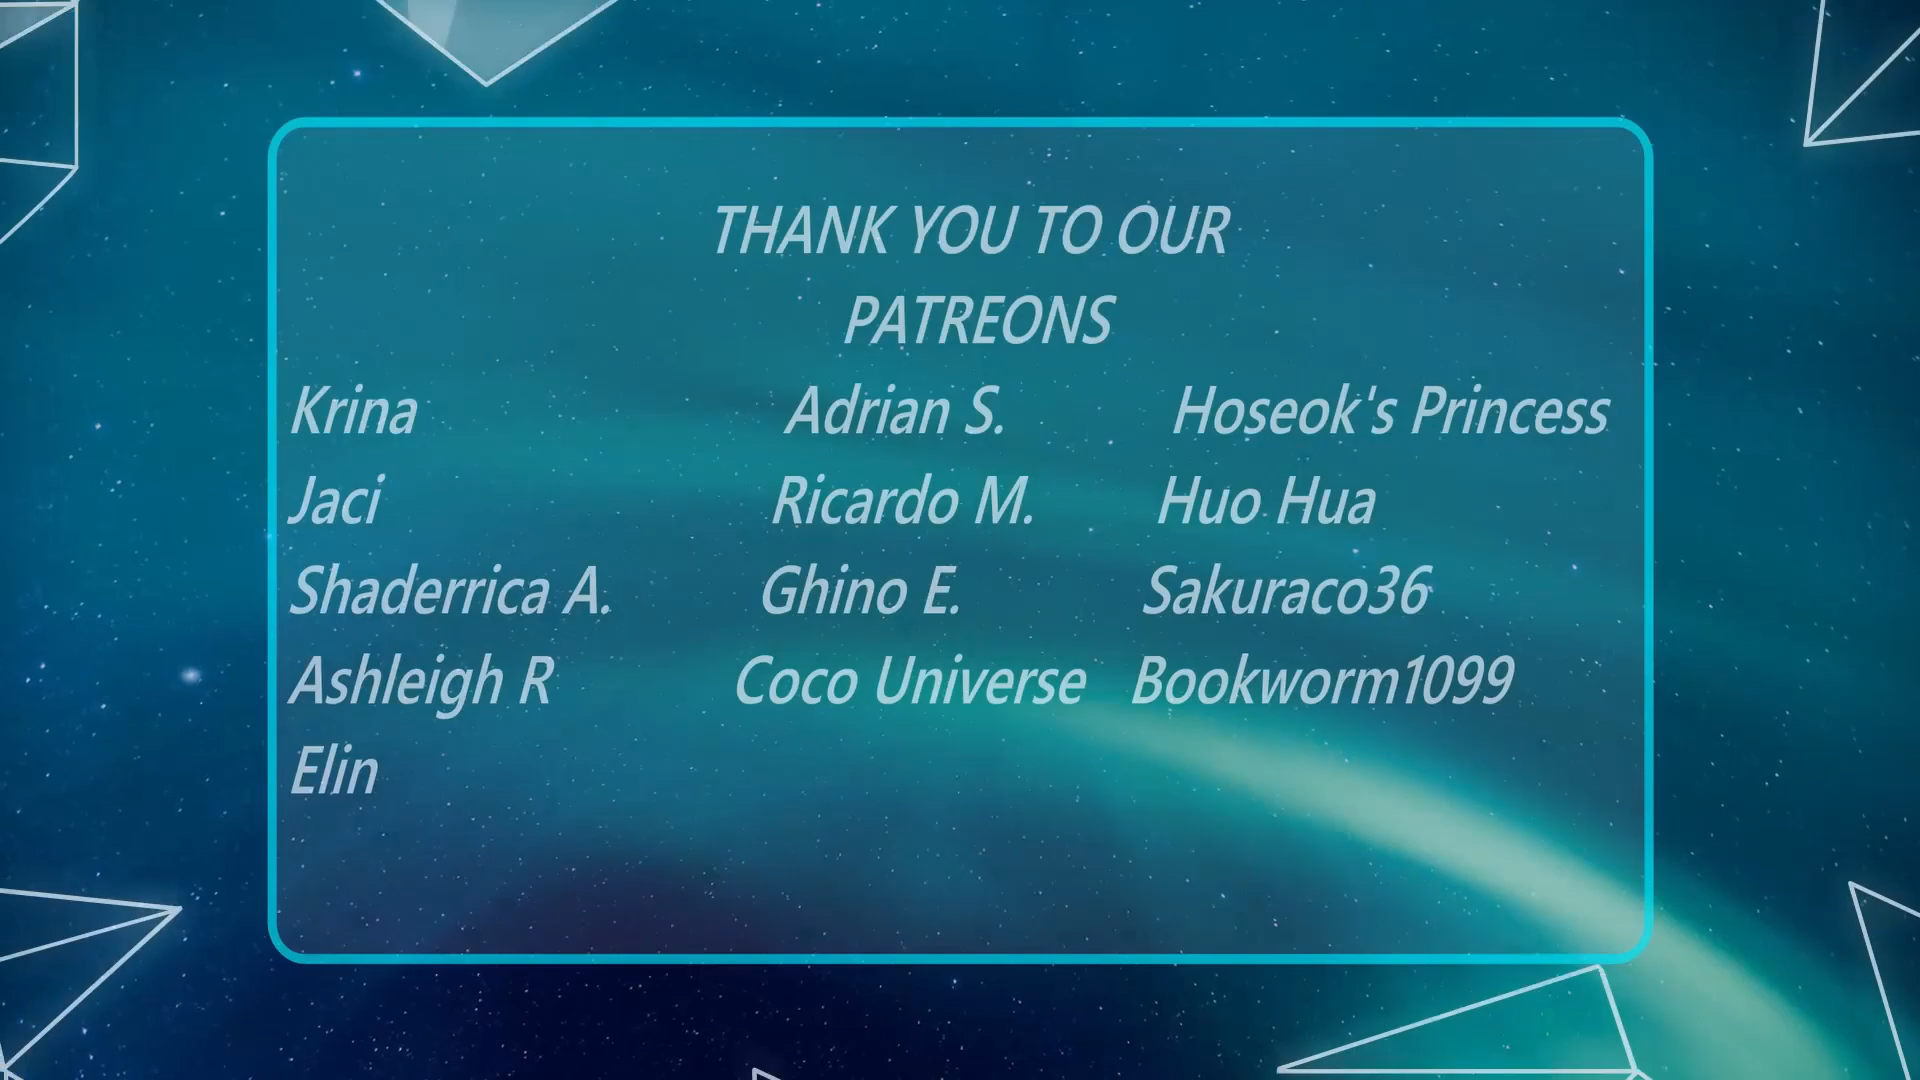 THANK YOU TO OUR
PATREONS
Krina Adrian S. Hoseok's Princess
Jaci Ricardo M. Huo Hua
Shaderrica A. Ghino E. Sakuraco36
Ashleigh R Coco Universe Bookworm1099
Elin